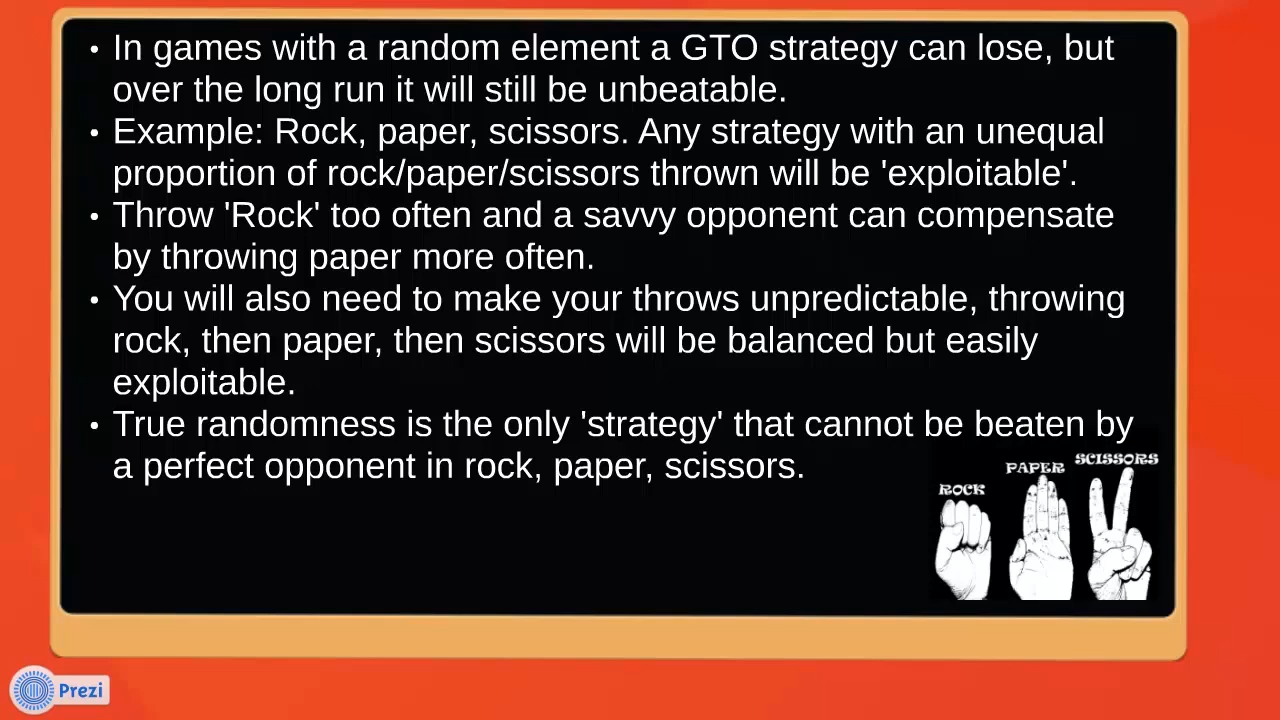 • In games with a random element a GTO strategy can lose, but
over the long run it will still be unbeatable.
• Example: Rock, paper, scissors. Any strategy with an unequal
proportion of rock/paper/scissors thrown will be 'exploitable'.
• Throw 'Rock' too often and a savvy opponent can compensate
by throwing paper more often.
• You will also need to make your throws unpredictable, throwing
rock, then paper, then scissors will be balanced but easily
exploitable.
• True randomness is the only 'strategy' that cannot be beaten by
a perfect opponent in rock, paper, scissors.
ROCK PAPER SCISSORS
Prezi